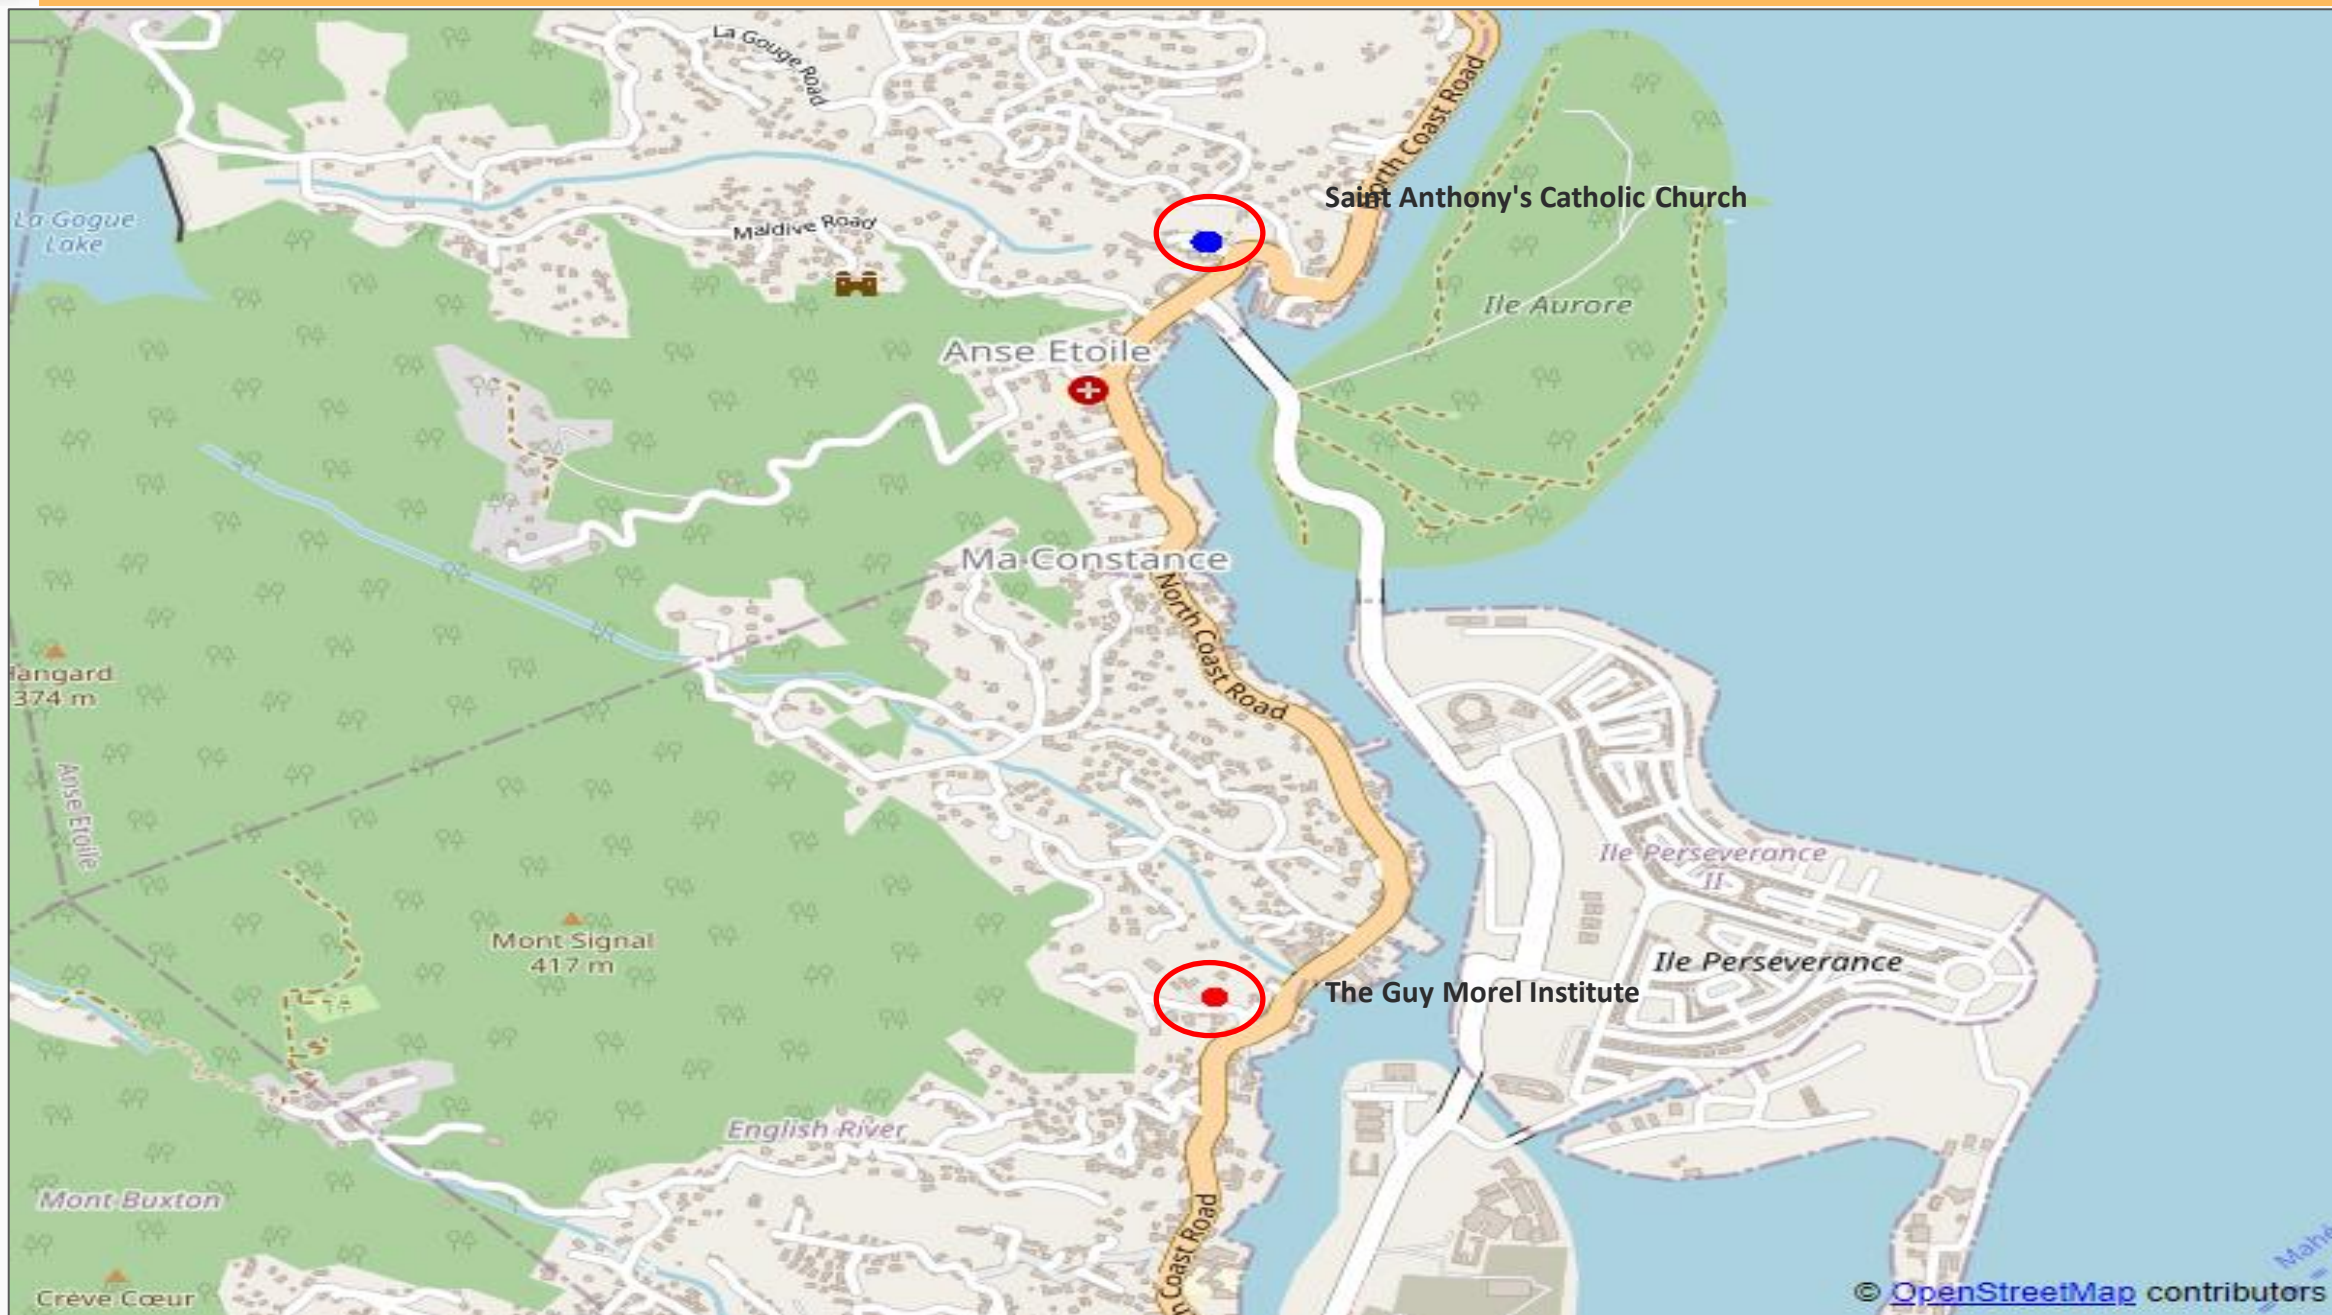 La Gouge Road
North Coast Road
Saint Anthony's Catholic Church
La Gogue
Lake
Maldive Road
Ile Aurore
Anse Etoile
Ma Constance
North Coast Road
374 m
Anse Etoile
Ile Perseverance
II
Mont Signal
417 m
Ile Perseverance
The Guy Morel Institute
English River
Mont Buxton
Coast Road
Crève Cœur
Mahé
© OpenStreetMap contributors